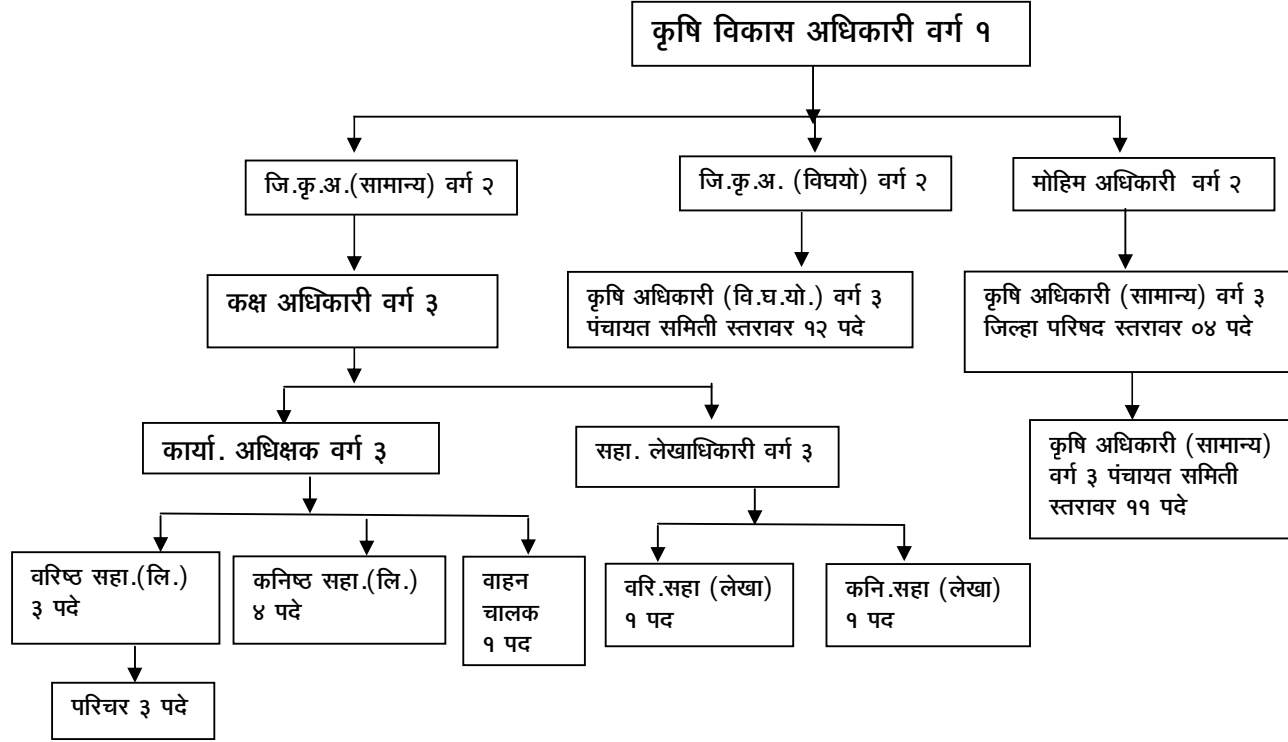 कृषि विकास अधिकारी वर्ग १
जि.कृ.अ.(सामान्य) वर्ग २
जि.कृ.अ. (विघयो) वर्ग २
मोहिम अधिकारी वर्ग २
कक्ष अधिकारी वर्ग ३
कृषि अधिकारी (वि.घ.यो.) वर्ग ३
पंचायत समिती स्तरावर १२ पदे
कृषि अधिकारी (सामान्य) वर्ग ३
जिल्हा परिषद स्तरावर ०४ पदे
कार्या. अधिक्षक वर्ग ३
सहा. लेखाधिकारी वर्ग ३
कृषि अधिकारी (सामान्य)
वर्ग ३ पंचायत समिती
स्तरावर ११ पदे
वरिष्ठ सहा.(लि.)
३ पदे
कनिष्ठ सहा.(लि.)
४ पदे
वाहन
चालक
१ पद
वरि.सहा (लेखा)
१ पद
कनि.सहा (लेखा)
१ पद
परिचर ३ पदे